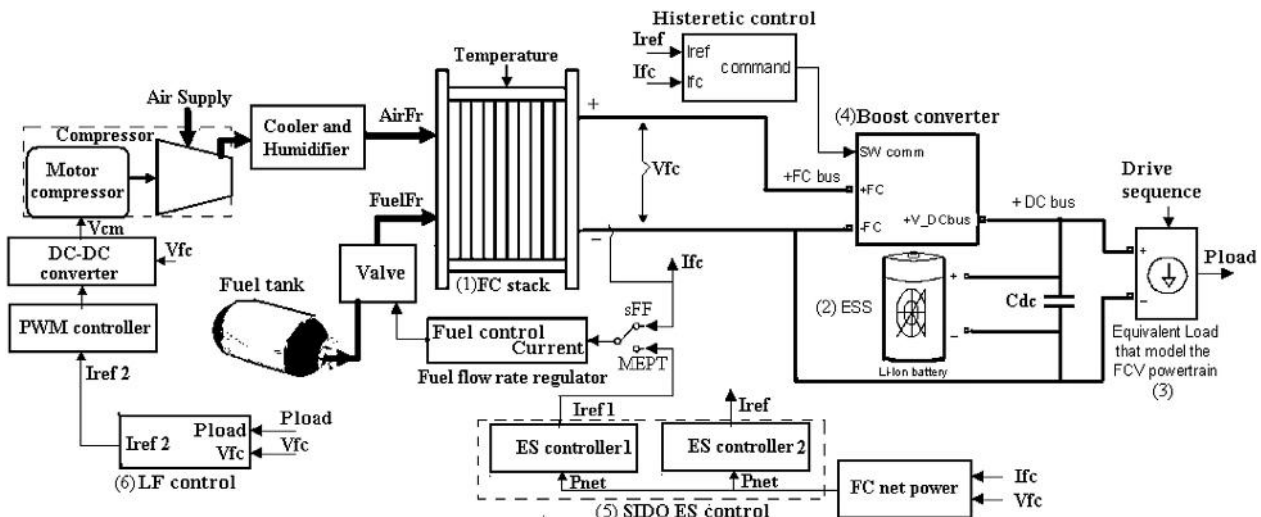 Histeretic control
Iref
Ifc
Iref
Ifc
command
Temperature
Air Supply
Compressor
Motor
compressor
Cooler and
Humidifier
AirFr
FuelFr
+
−
Vfc
(4) Boost converter
SW comm
+FC
-FC
+V_DCbus
+FC bus
+ DC bus
Drive
sequence
+
−
Pload
Vcm
DC-DC
converter
Vfc
PWM controller
Iref 2
Fuel tank
Valve
(1) FC stack
Ifc
sFF
MEPT
Fuel control
Current
Fuel flow rate regulator
(2) ESS
+
−
Li-Ion battery
Cdc
Equivalent Load
that model the
FCV powertrain
(3)
Iref 2
Pload
Vfc
Pload
Vfc
(6) LF control
Iref 1
Iref
ES controller1
ES controller 2
Pnet
Pnet
FC net power
Ifc
Vfc
(5) SIDO ES control